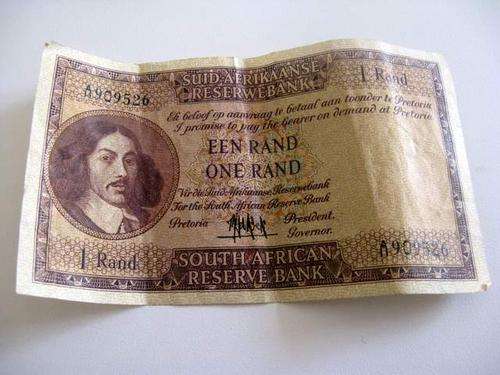 SUID-AFRIKAANSE
RESERWEBANK
A909526
1 Rand
Ek beloof op aanvraag te betaal aan toonder te Pretoria
I promise to pay the bearer on demand at Pretoria
EEN RAND
ONE RAND
Vir die Suid-Afrikaanse Reserwebank
For the South African Reserve Bank
Pretoria
President.
Governor.
1 Rand
A909526
SOUTH AFRICAN
RESERVE BANK